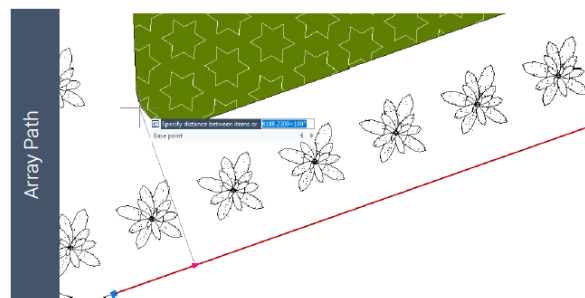 Array Path
Specify distance between items or
Base point